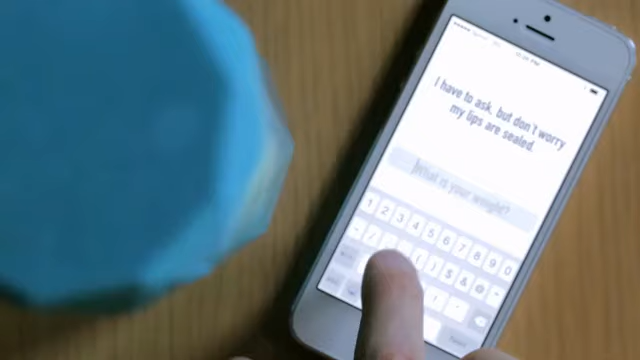 I have to ask, but don't worry
my lips are sealed.
What is your weight?
1 2 3 4 5 6 7 8 9 0
- / ( ) $ & @ "